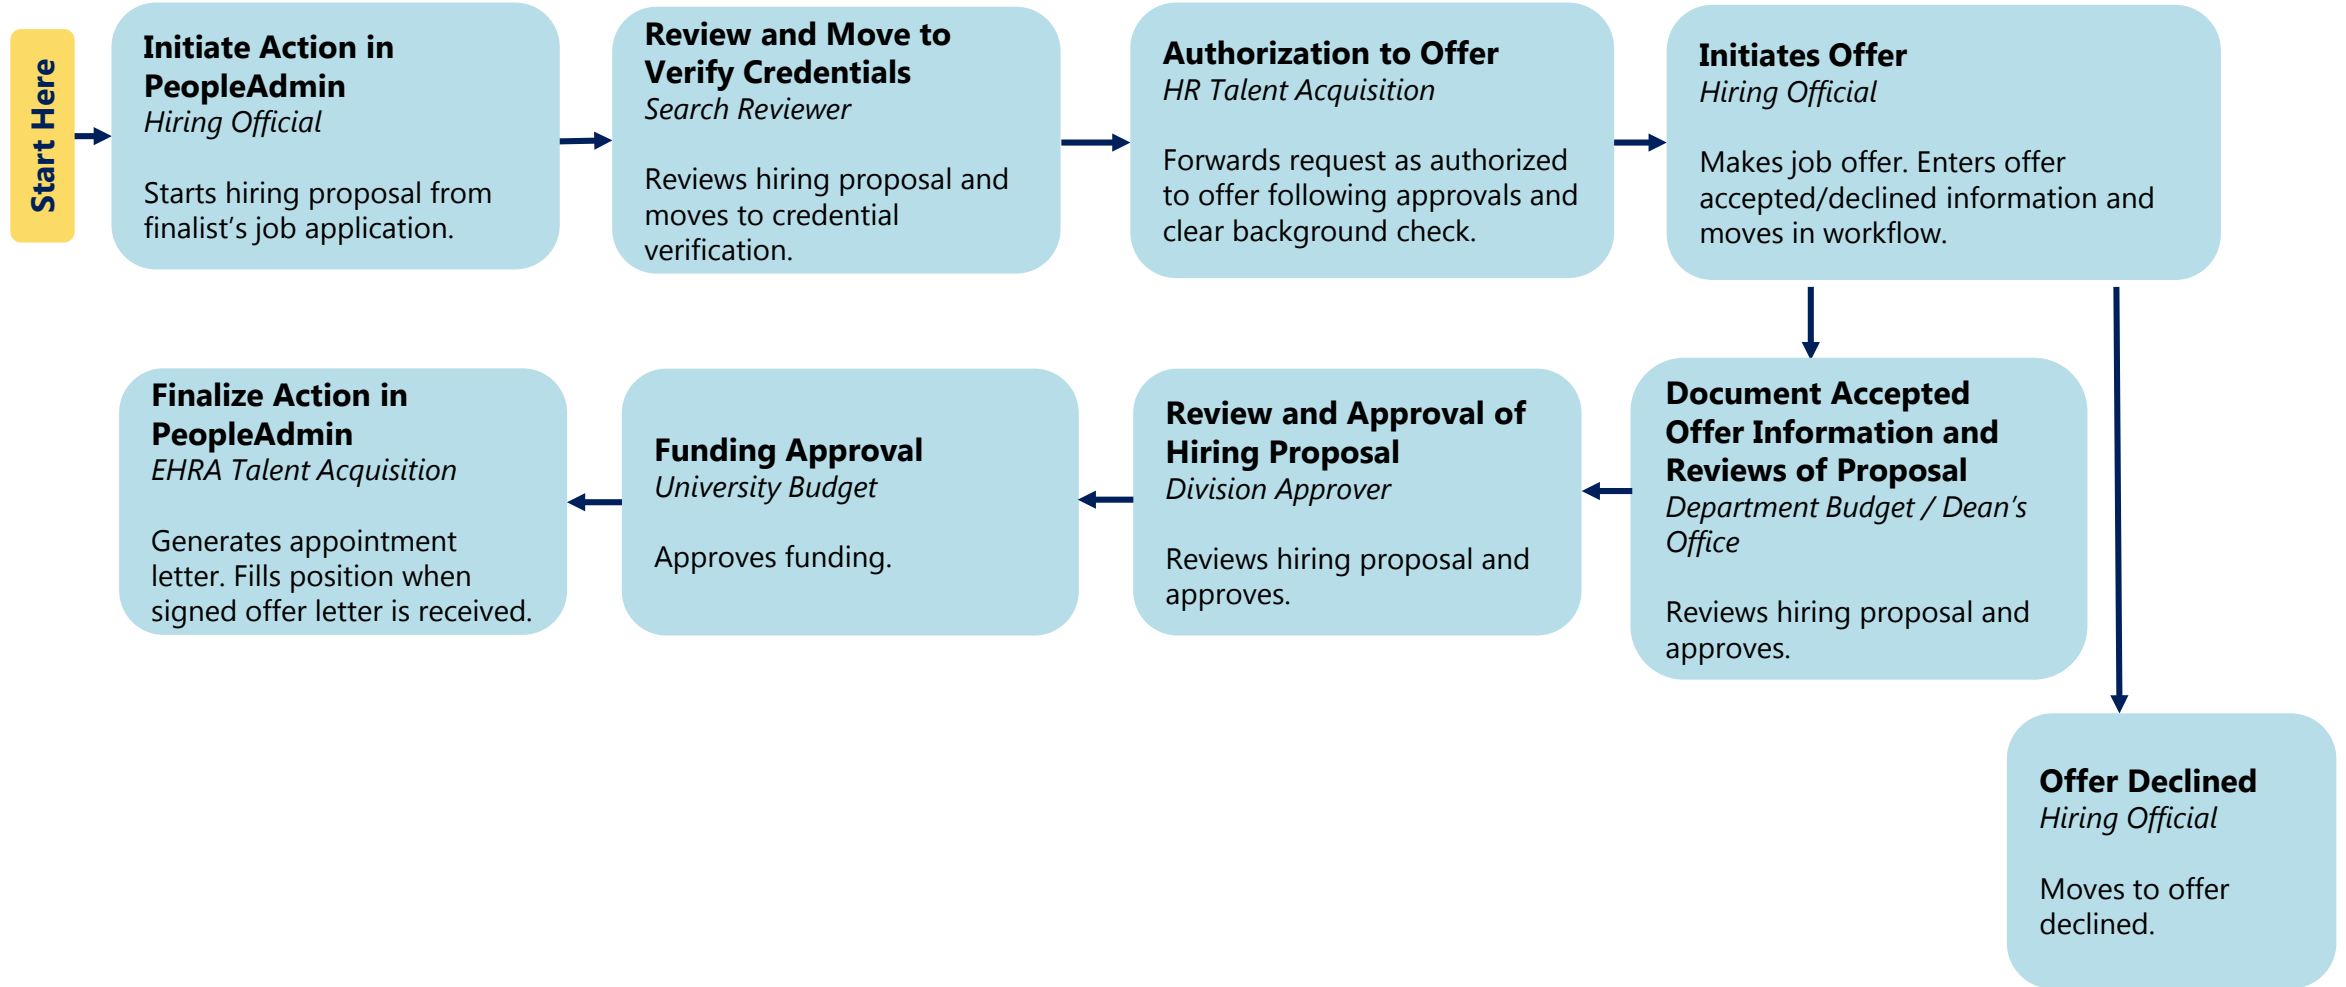 Start Here
Initiate Action in
PeopleAdmin
Hiring Official
Starts hiring proposal from
finalist's job application.
Review and Move to
Verify Credentials
Search Reviewer
Reviews hiring proposal and
moves to credential
verification.
Authorization to Offer
HR Talent Acquisition
Forwards request as authorized
to offer following approvals and
clear background check.
Initiates Offer
Hiring Official
Makes job offer. Enters offer
accepted/declined information and
moves in workflow.
Document Accepted
Offer Information and
Reviews of Proposal
Department Budget / Dean's
Office
Reviews hiring proposal and
approves.
Review and Approval of
Hiring Proposal
Division Approver
Reviews hiring proposal and
approves.
Funding Approval
University Budget
Approves funding.
Finalize Action in
PeopleAdmin
EHRA Talent Acquisition
Generates appointment
letter. Fills position when
signed offer letter is received.
Offer Declined
Hiring Official
Moves to offer
declined.